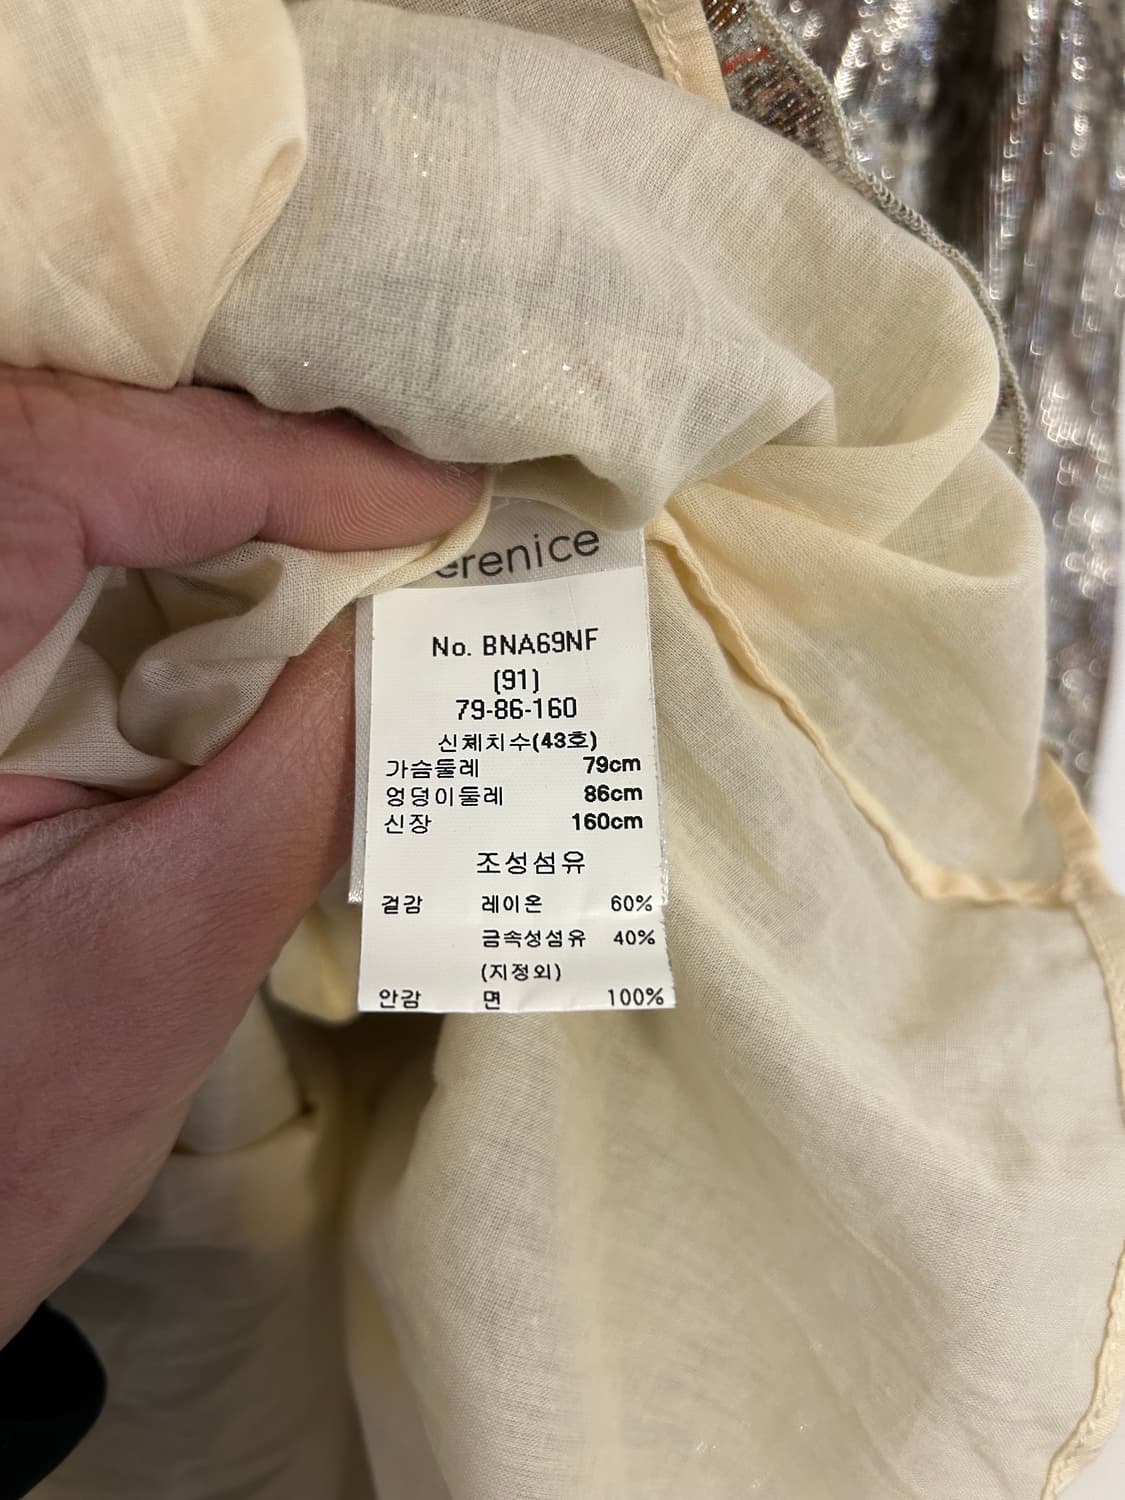 erenice
No. BNA69NF
(91)
79-86-160
신체치수(43호)
가슴둘레 79cm
엉덩이둘레 86cm
신장 160cm
조성섬유
겉감 레이온 60%
금속성섬유 40%
(지정외)
안감 면 100%